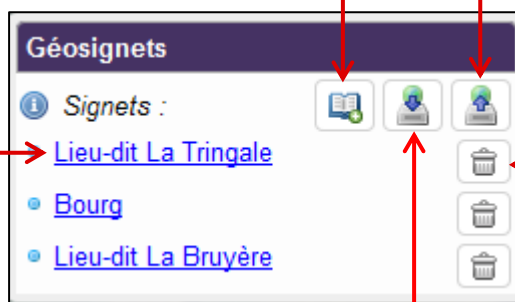 Géosignets
Signets :
Lieu-dit La Tringale
Bourg
Lieu-dit La Bruyère